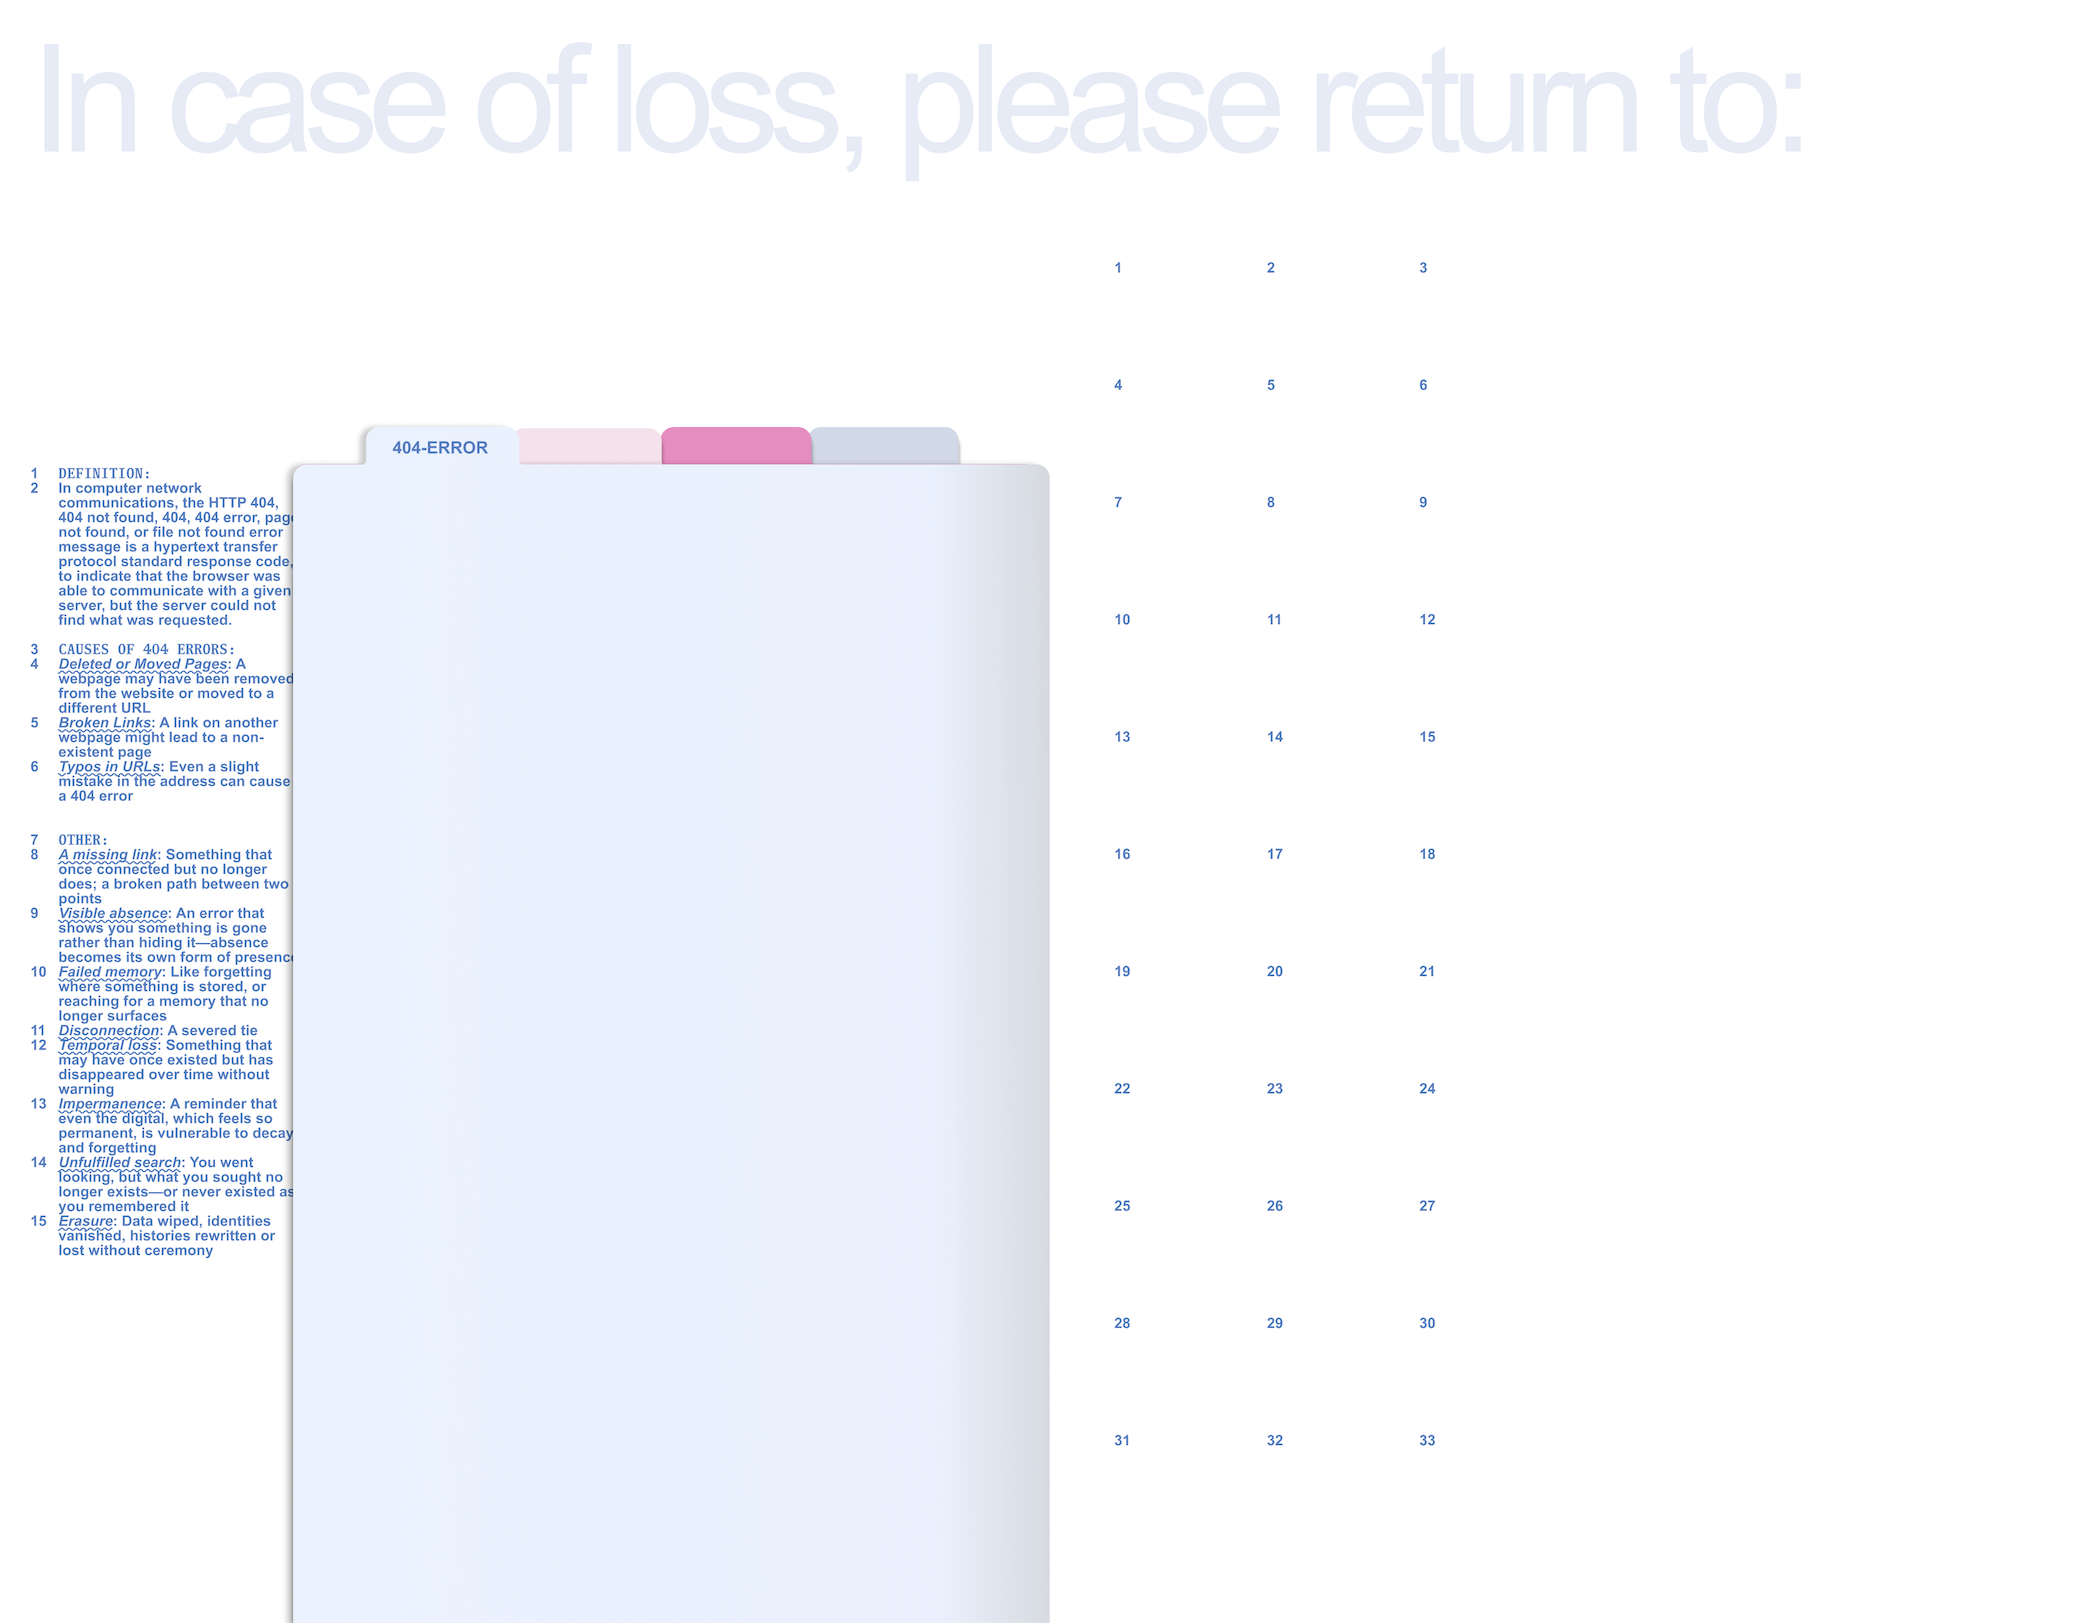 In case of loss, please return to:
404-ERROR
1 DEFINITION:
2 In computer network
communications, the HTTP 404,
404 not found, 404, 404 error, page
not found, or file not found error
message is a hypertext transfer
protocol standard response code,
to indicate that the browser was
able to communicate with a given
server, but the server could not
find what was requested.
3 CAUSES OF 404 ERRORS:
4 Deleted or Moved Pages: A
webpage may have been removed
from the website or moved to a
different URL
5 Broken Links: A link on another
webpage might lead to a non-
existent page
6 Typos in URLs: Even a slight
mistake in the address can cause
a 404 error
7 OTHER:
8 A missing link: Something that
once connected but no longer
does; a broken path between two
points
9 Visible absence: An error that
shows you something is gone
rather than hiding it—absence
becomes its own form of presence
10 Failed memory: Like forgetting
where something is stored, or
reaching for a memory that no
longer surfaces
11 Disconnection: A severed tie
12 Temporal loss: Something that
may have once existed but has
disappeared over time without
warning
13 Impermanence: A reminder that
even the digital, which feels so
permanent, is vulnerable to decay
and forgetting
14 Unfulfilled search: You went
looking, but what you sought no
longer exists—or never existed as
you remembered it
15 Erasure: Data wiped, identities
vanished, histories rewritten or
lost without ceremony
1 2 3
4 5 6
7 8 9
10 11 12
13 14 15
16 17 18
19 20 21
22 23 24
25 26 27
28 29 30
31 32 33